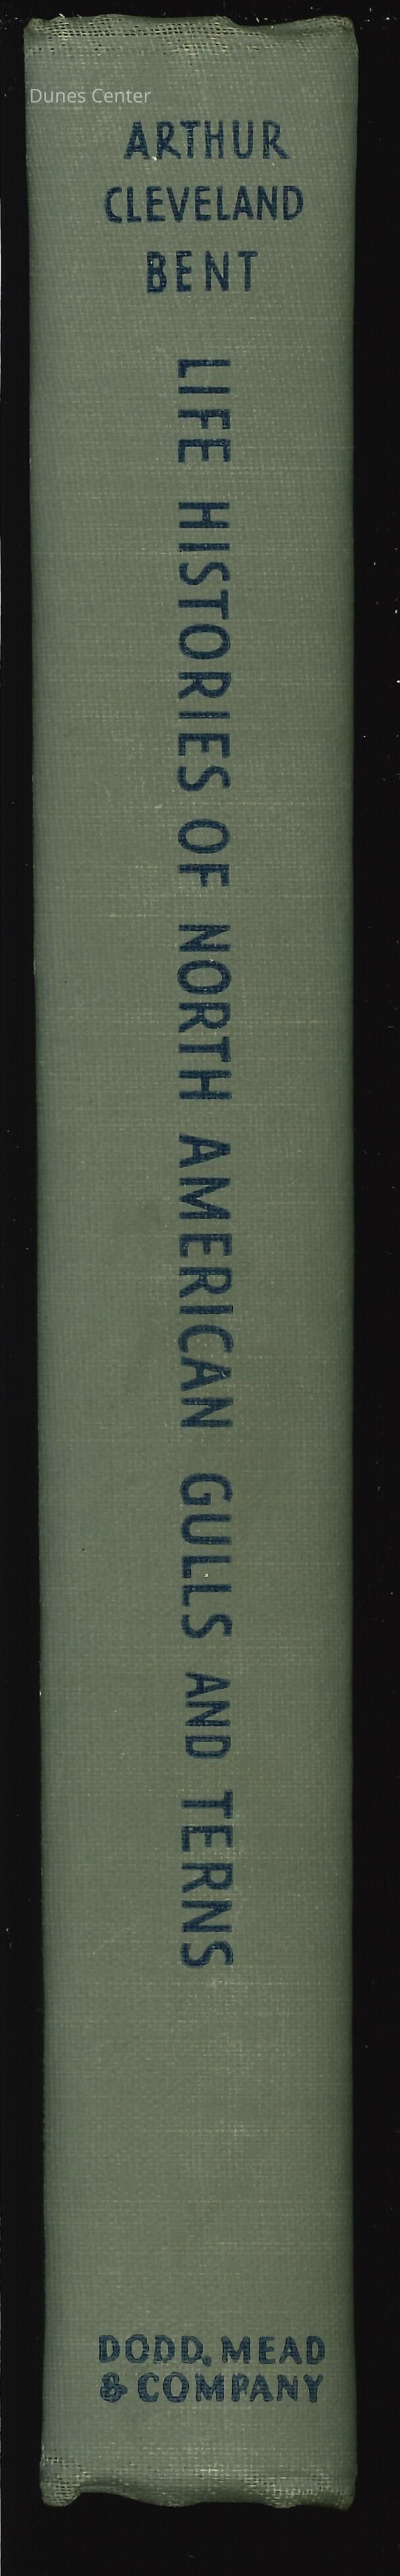 Dunes Center
ARTHUR
CLEVELAND
BENT
LIFE HISTORIES OF NORTH AMERICAN GULLS AND TERNS
DODD, MEAD
& COMPANY